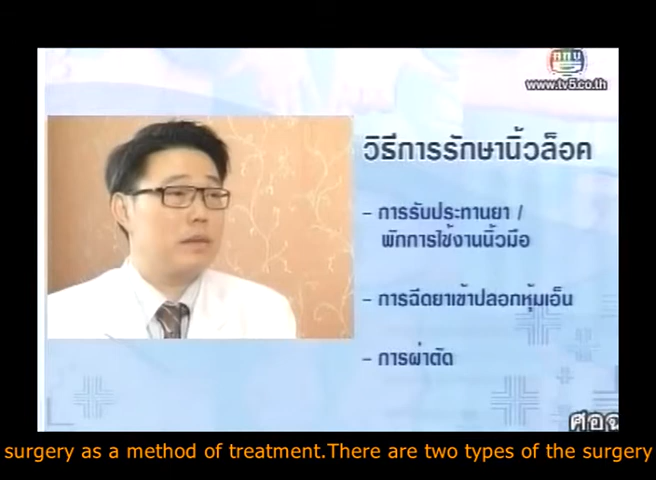 ททบ
www.tv5.co.th
วิธีการรักษานิ้วล็อค
- การรับประทานยา /
พักการใช้งานนิ้วมือ
- การฉีดยาเข้าปลอกหุ้มเอ็น
- การผ่าตัด
surgery as a method of treatment.There are two types of the surgery